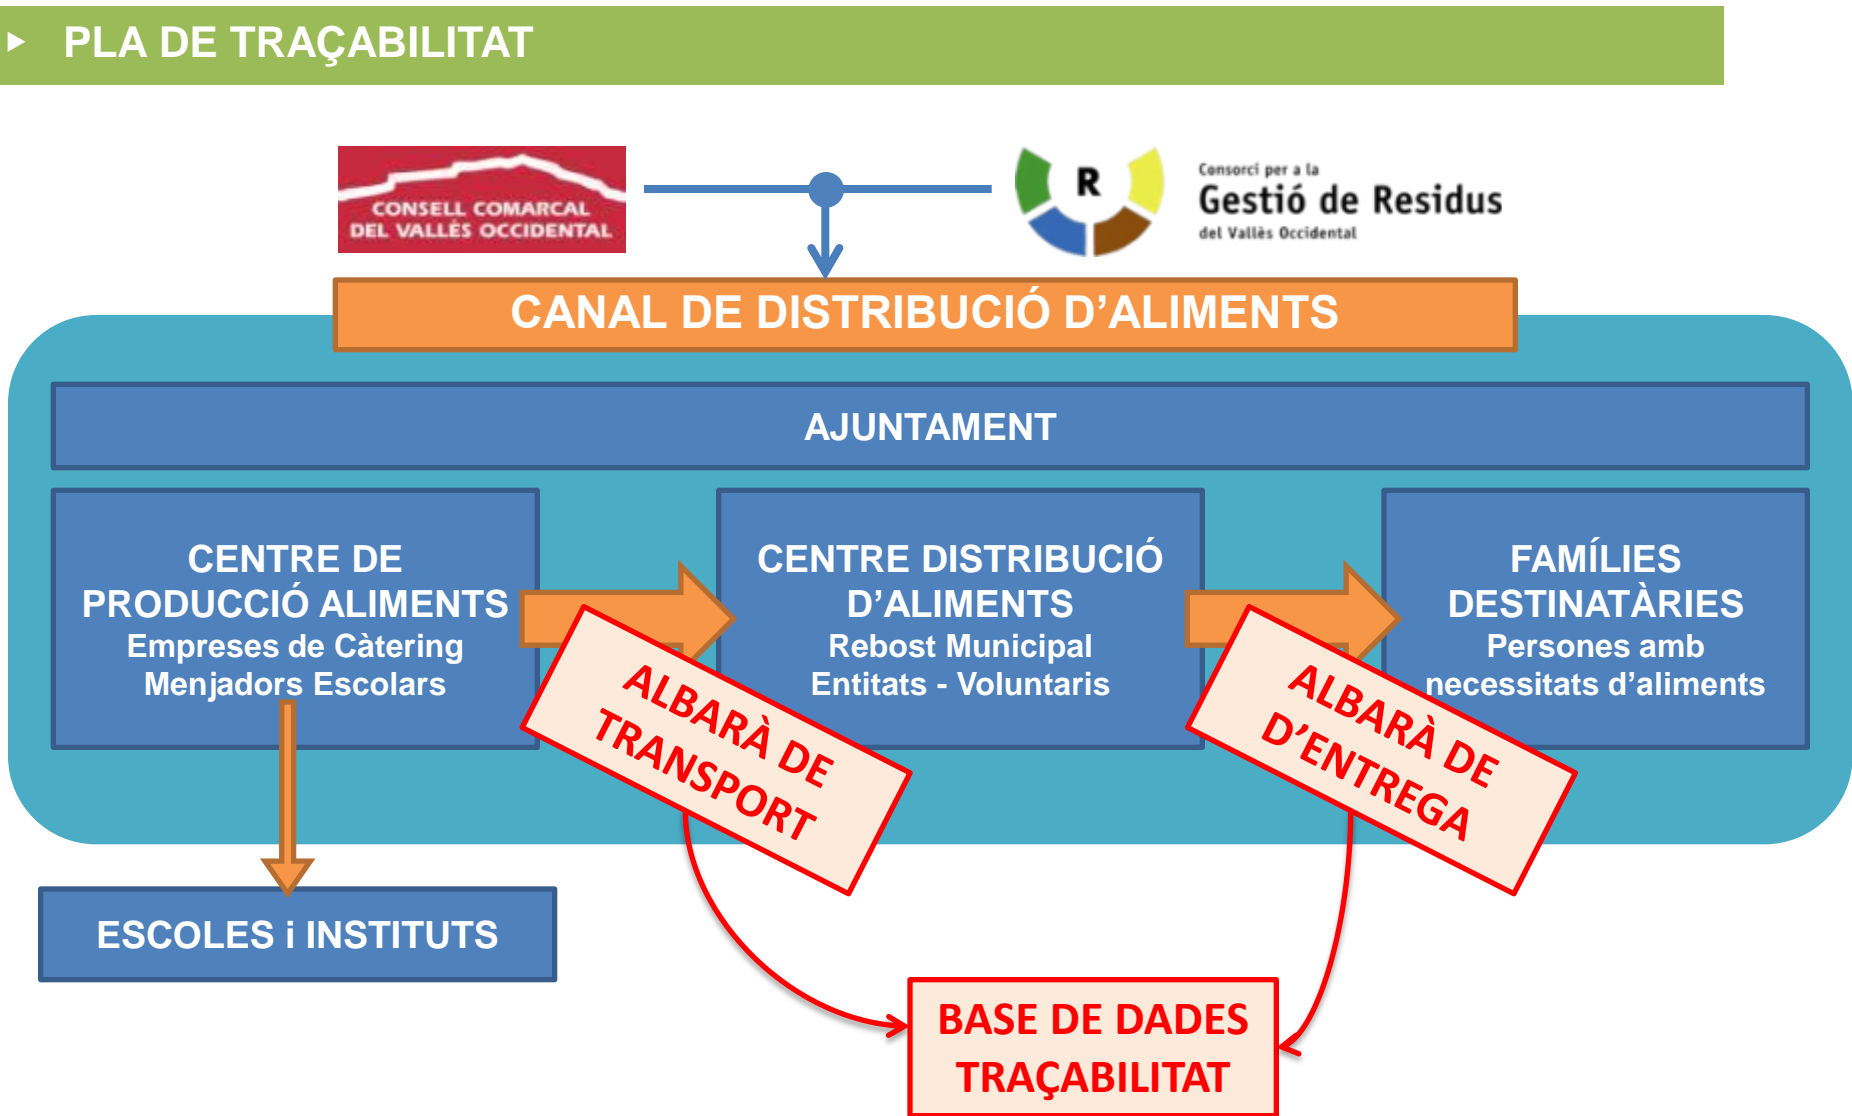 PLA DE TRAÇABILITAT
CONSELL COMARCAL
DEL VALLÈS OCCIDENTAL
R
Consorci per a la
Gestió de Residus
del Vallès Occidental
CANAL DE DISTRIBUCIÓ D'ALIMENTS
AJUNTAMENT
CENTRE DE
PRODUCCIÓ ALIMENTS
Empreses de Càtering
Menjadors Escolars
CENTRE DISTRIBUCIÓ
D'ALIMENTS
Rebost Municipal
Entitats - Voluntaris
FAMÍLIES
DESTINATÀRIES
Persones amb
necessitats d'aliments
ALBARÀ DE
TRANSPORT
ALBARÀ DE
D'ENTREGA
ESCOLES i INSTITUTS
BASE DE DADES
TRAÇABILITAT